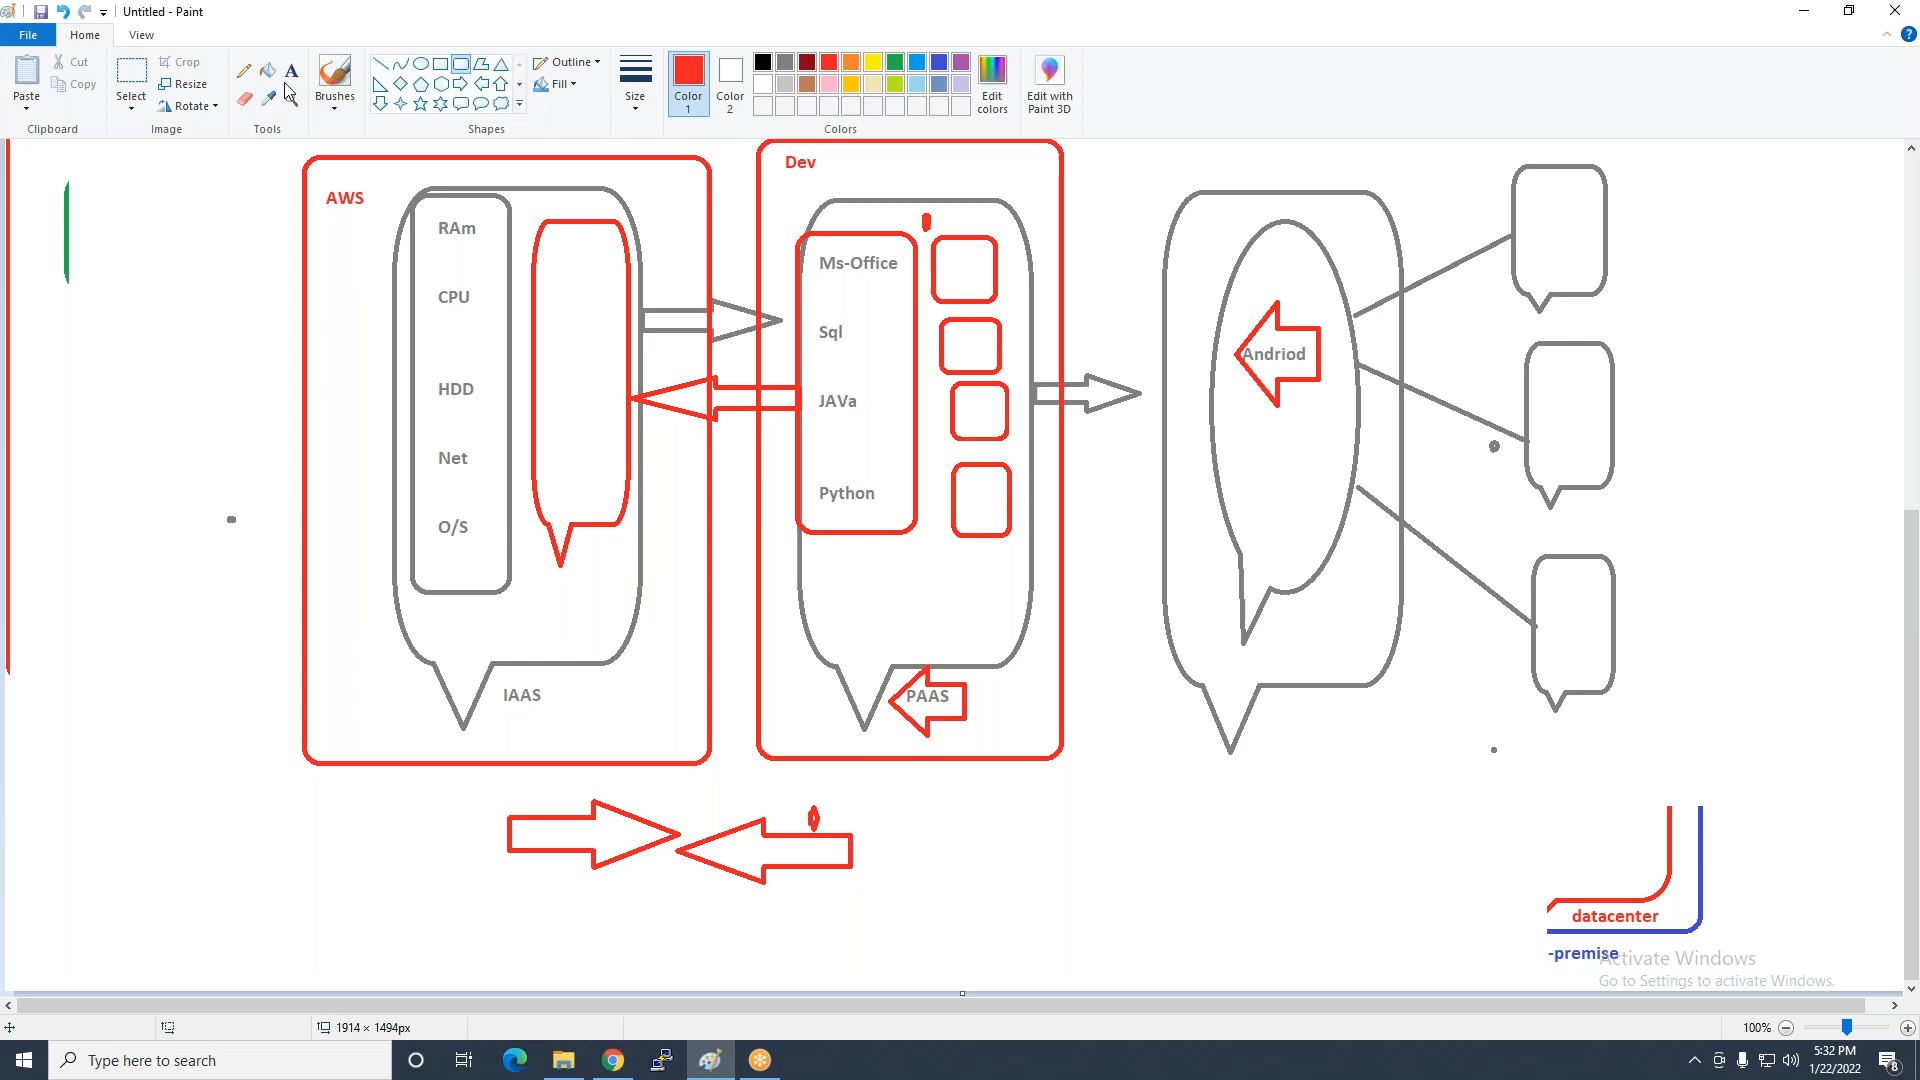 Untitled - Paint
File Home View
Paste
Cut
Copy
Clipboard
Select
Crop
Resize
Rotate
Image
A
Tools
Brushes
Outline
Fill
Shapes
Size
Color 1
Color 2
Edit colors
Colors
Edit with Paint 3D
AWS
RAm
CPU
HDD
Net
O/S
IAAS
Dev
Ms-Office
Sql
JAVa
Python
PAAS
Andriod
datacenter
-premise
Activate Windows
Go to Settings to activate Windows.
1914 × 1494px
100%
Type here to search
5:32 PM
1/22/2022
8